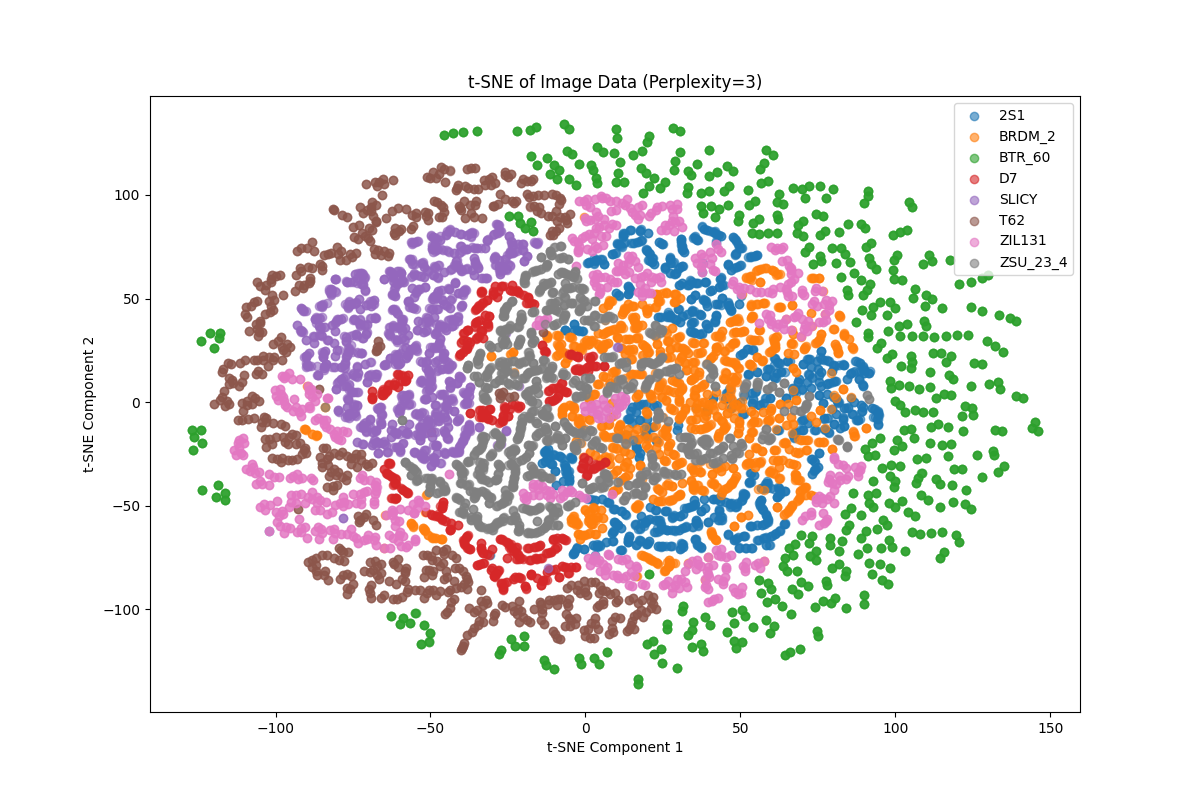 t-SNE of Image Data (Perplexity=3)
2S1
BRDM_2
BTR_60
D7
SLICY
T62
ZIL131
ZSU_23_4
t-SNE Component 2
100
50
0
−50
−100
−100
−50
0
50
100
150
t-SNE Component 1